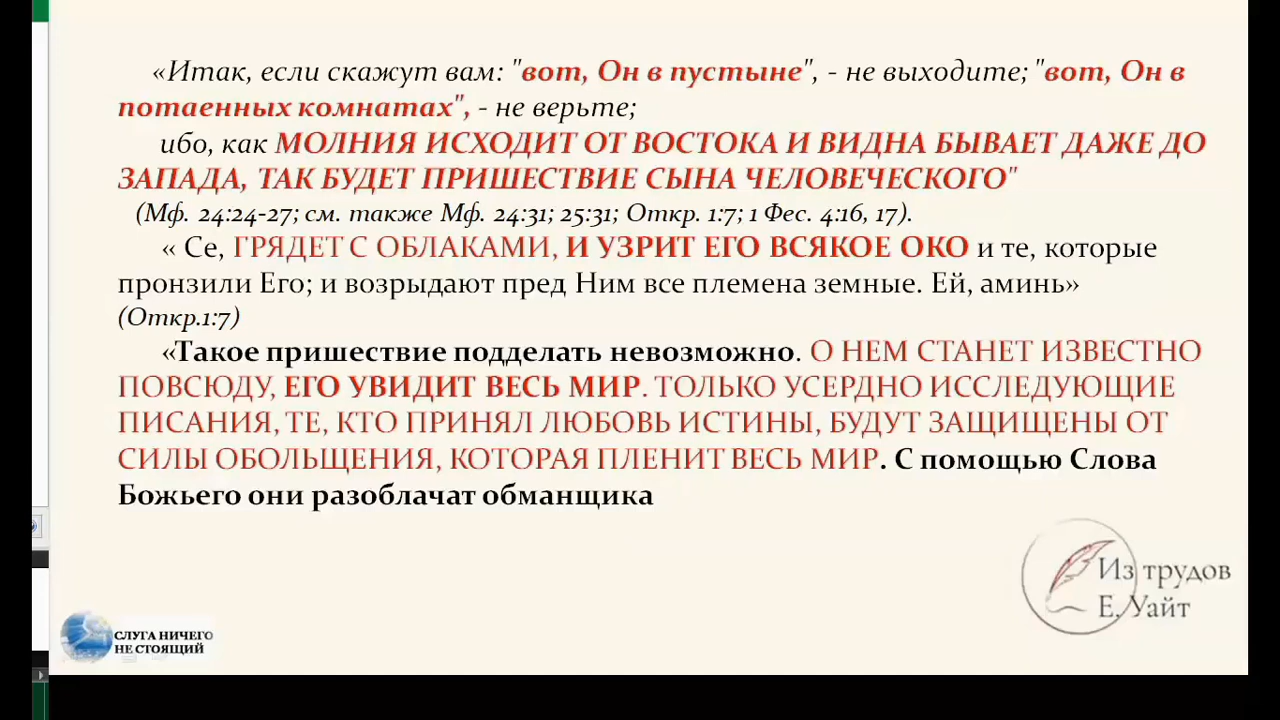 «Итак, если скажут вам: "вот, Он в пустыне", - не выходите; "вот, Он в
потаенных комнатах", - не верьте;
ибо, как МОЛНИЯ ИСХОДИТ ОТ ВОСТОКА И ВИДНА БЫВАЕТ ДАЖЕ ДО
ЗАПАДА, ТАК БУДЕТ ПРИШЕСТВИЕ СЫНА ЧЕЛОВЕЧЕСКОГО"
(Мф. 24:24-27; см. также Мф. 24:31; 25:31; Откр. 1:7; 1 Фес. 4:16, 17).
« Се, ГРЯДЕТ С ОБЛАКАМИ, И УЗРИТ ЕГО ВСЯКОЕ ОКО и те, которые
пронзили Его; и возрыдают пред Ним все племена земные. Ей, аминь»
(Откр.1:7)
«Такое пришествие подделать невозможно. О НЕМ СТАНЕТ ИЗВЕСТНО
ПОВСЮДУ, ЕГО УВИДИТ ВЕСЬ МИР. ТОЛЬКО УСЕРДНО ИССЛЕДУЮЩИЕ
ПИСАНИЯ, ТЕ, КТО ПРИНЯЛ ЛЮБОВЬ ИСТИНЫ, БУДУТ ЗАЩИЩЕНЫ ОТ
СИЛЫ ОБОЛЬЩЕНИЯ, КОТОРАЯ ПЛЕНИТ ВЕСЬ МИР. С помощью Слова
Божьего они разоблачат обманщика
Из трудов
Е. Уайт
СЛУГА НИЧЕГО
НЕ СТОЯЩИЙ